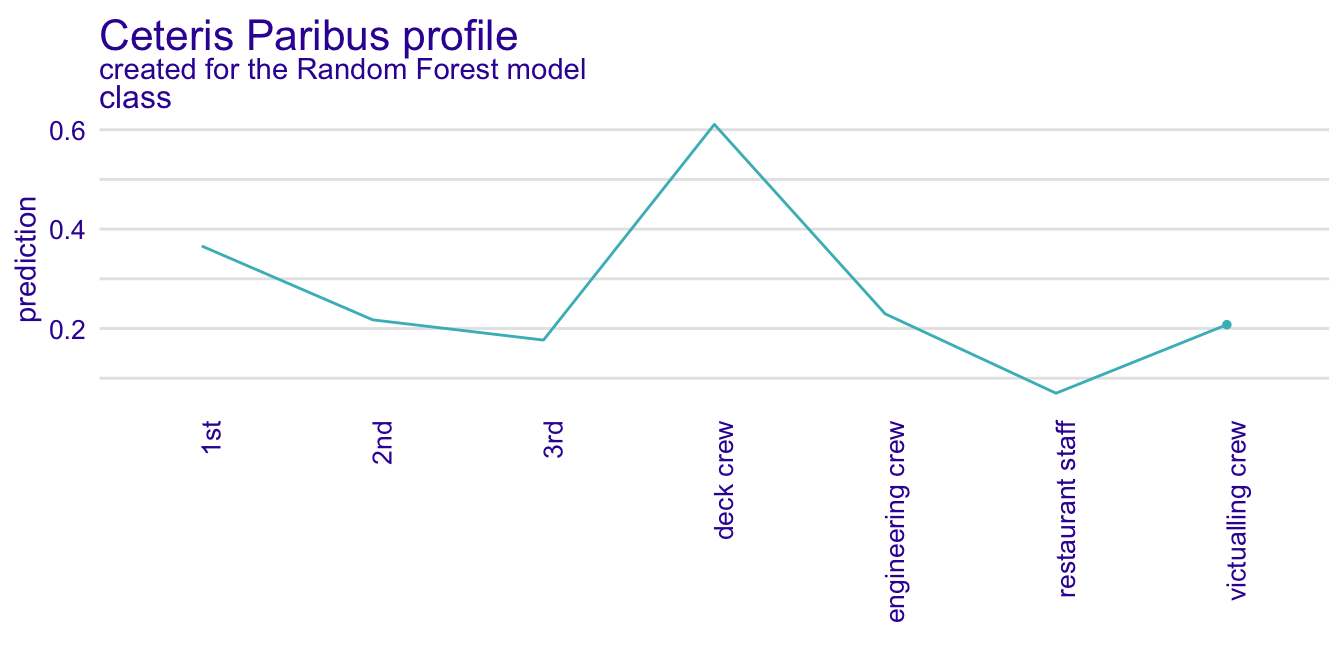 Ceteris Paribus profile
created for the Random Forest model
class
prediction
0.6
0.4
0.2
1st
2nd
3rd
deck crew
engineering crew
restaurant staff
victualling crew